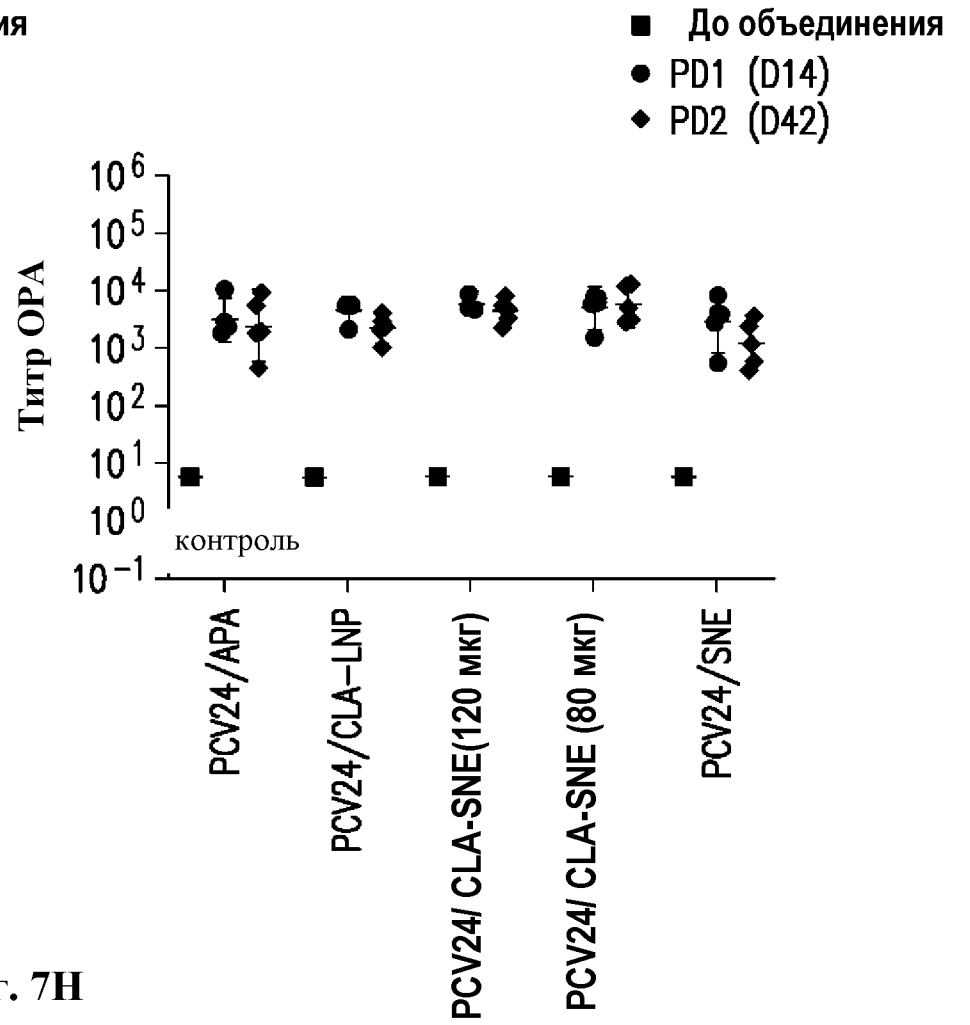 ия
До объединения
PD1 (D14)
PD2 (D42)
Титр OPA
10^6
10^5
10^4
10^3
10^2
10^1
10^0
10^-1
контроль
PCV24/APA
PCV24/CLA-LNP
PCV24/ CLA-SNE(120 мкг)
PCV24/ CLA-SNE (80 мкг)
PCV24/SNE
г. 7H